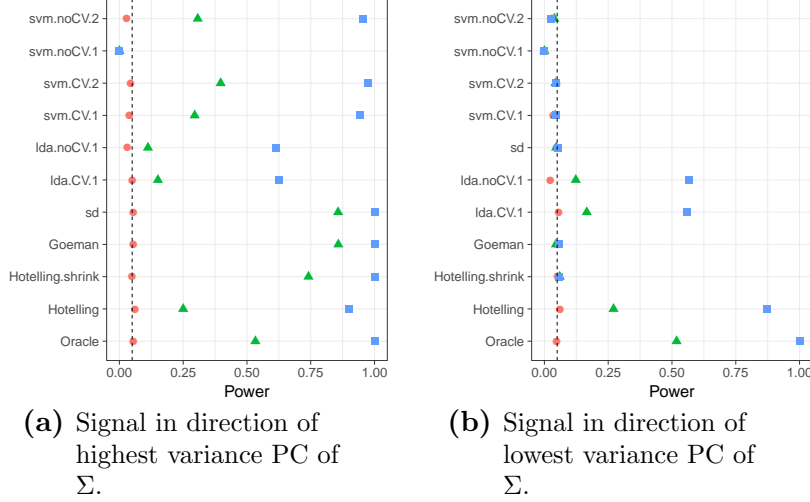 svm.noCV.2
svm.noCV.1
svm.CV.2
svm.CV.1
lda.noCV.1
lda.CV.1
sd
Goeman
Hotelling.shrink
Hotelling
Oracle
0.00 0.25 0.50 0.75 1.00
Power
(a) Signal in direction of
highest variance PC of
Σ.
svm.noCV.2
svm.noCV.1
svm.CV.2
svm.CV.1
sd
lda.noCV.1
lda.CV.1
Goeman
Hotelling.shrink
Hotelling
Oracle
0.00 0.25 0.50 0.75 1.00
Power
(b) Signal in direction of
lowest variance PC of
Σ.